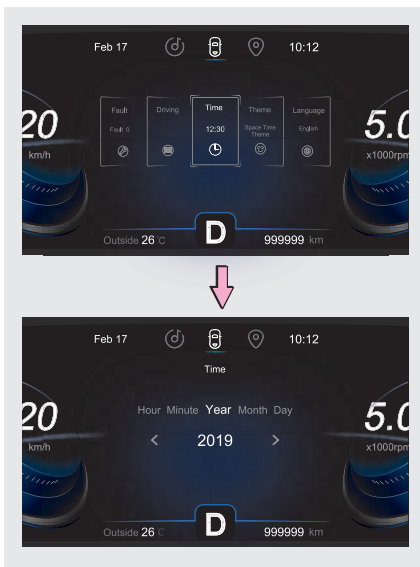 Feb 17 10:12
Fault Driving Time Theme Language
Fault 0 12:30 Space Time Theme English
20 km/h
5.0 x1000rpm
Outside 26°C D 999999 km
Feb 17 10:12
Time
Hour Minute Year Month Day
< 2019 >
20 km/h
5.0 x1000rpm
Outside 26°C D 999999 km